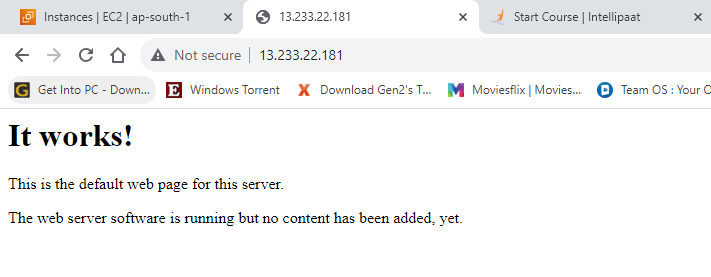 Instances | EC2 | ap-south-1
13.233.22.181
Start Course | Intellipaat
Not secure | 13.233.22.181
Get Into PC - Down...
Windows Torrent
Download Gen2's T...
Moviesflix | Movies...
Team OS : Your O
It works!
This is the default web page for this server.
The web server software is running but no content has been added, yet.